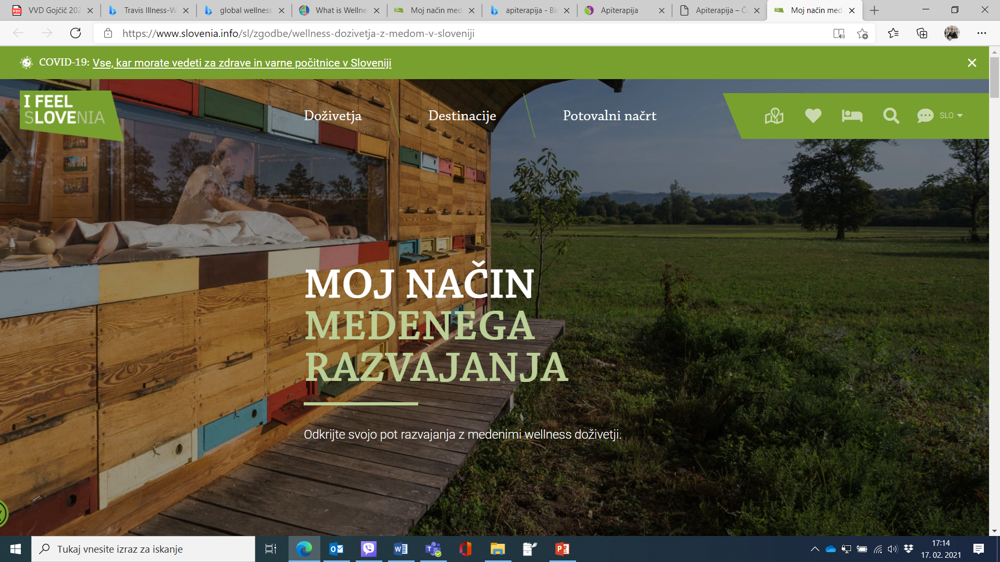 VVD Gojčič 202
Travis Illness-W
global wellness
What is Wellne
Moj način med
apiterapija - Bin
Apiterapija
Apiterapija – Če
Moj način med
https://www.slovenia.info/sl/zgodbe/wellness-dozivetja-z-medom-v-sloveniji
COVID-19: Vse, kar morate vedeti za zdrave in varne počitnice v Sloveniji
I FEEL
SLOVENIA
Doživetja
Destinacije
Potovalni načrt
SLO
MOJ NAČIN
MEDENEGA
RAZVAJANJA
Odkrijte svojo pot razvajanja z medenimi wellness doživetji.
Tukaj vnesite izraz za iskanje
17:14
17. 02. 2021